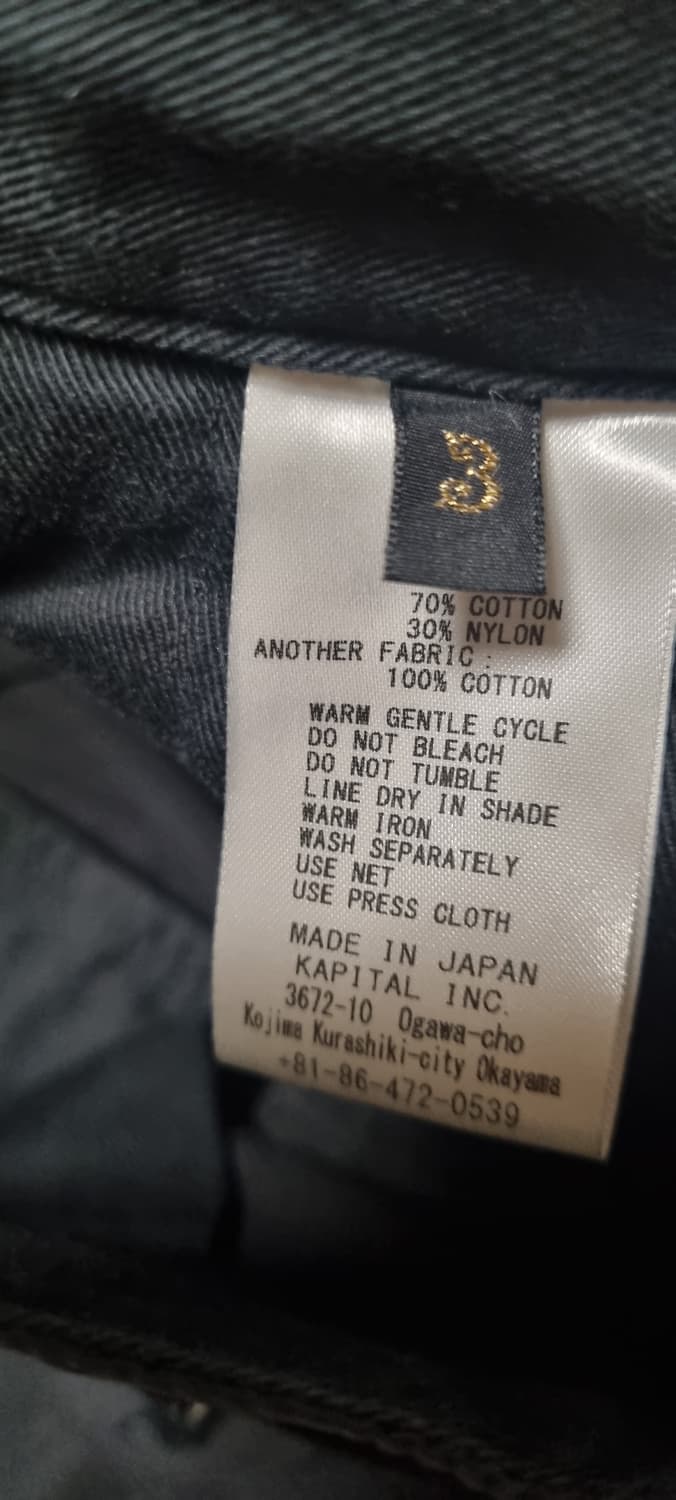 3
70% COTTON
30% NYLON
ANOTHER FABRIC :
100% COTTON
WARM GENTLE CYCLE
DO NOT BLEACH
DO NOT TUMBLE
LINE DRY IN SHADE
WARM IRON
WASH SEPARATELY
USE NET
USE PRESS CLOTH
MADE IN JAPAN
KAPITAL INC.
3672-10 Ogawa-cho
Kojima Kurashiki-city Okayama
+81-86-472-0539